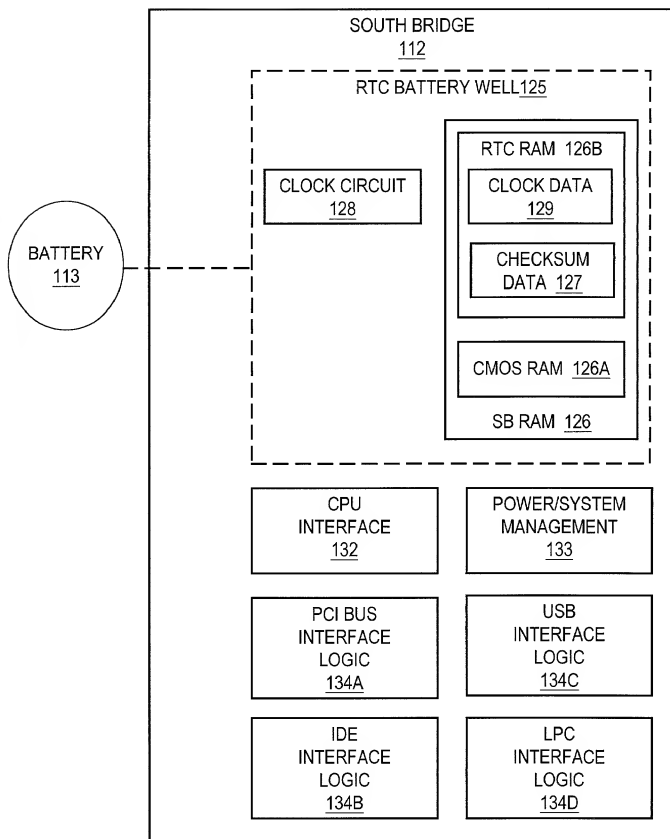 SOUTH BRIDGE
112
RTC BATTERY WELL125
RTC RAM 126B
CLOCK CIRCUIT
128
CLOCK DATA
129
BATTERY
113
CHECKSUM
DATA 127
CMOS RAM 126A
SB RAM 126
CPU
INTERFACE
132
POWER/SYSTEM
MANAGEMENT
133
PCI BUS
INTERFACE
LOGIC
134A
USB
INTERFACE
LOGIC
134C
IDE
INTERFACE
LOGIC
134B
LPC
INTERFACE
LOGIC
134D